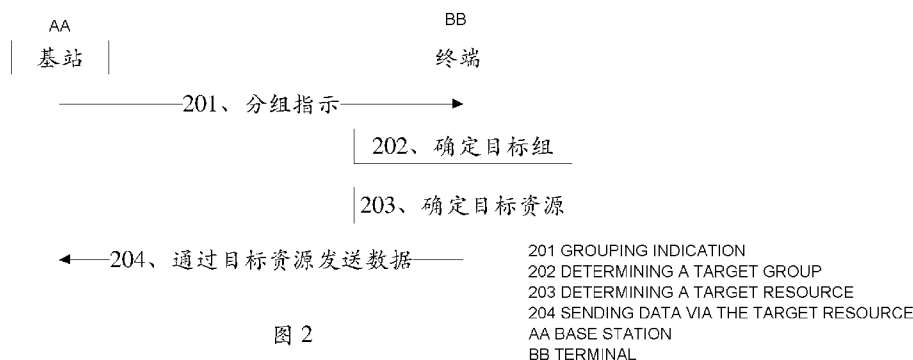 AA
BB
基站
终端
201、分组指示
202、确定目标组
203、确定目标资源
204、通过目标资源发送数据
图2
201 GROUPING INDICATION
202 DETERMINING A TARGET GROUP
203 DETERMINING A TARGET RESOURCE
204 SENDING DATA VIA THE TARGET RESOURCE
AA BASE STATION
BB TERMINAL